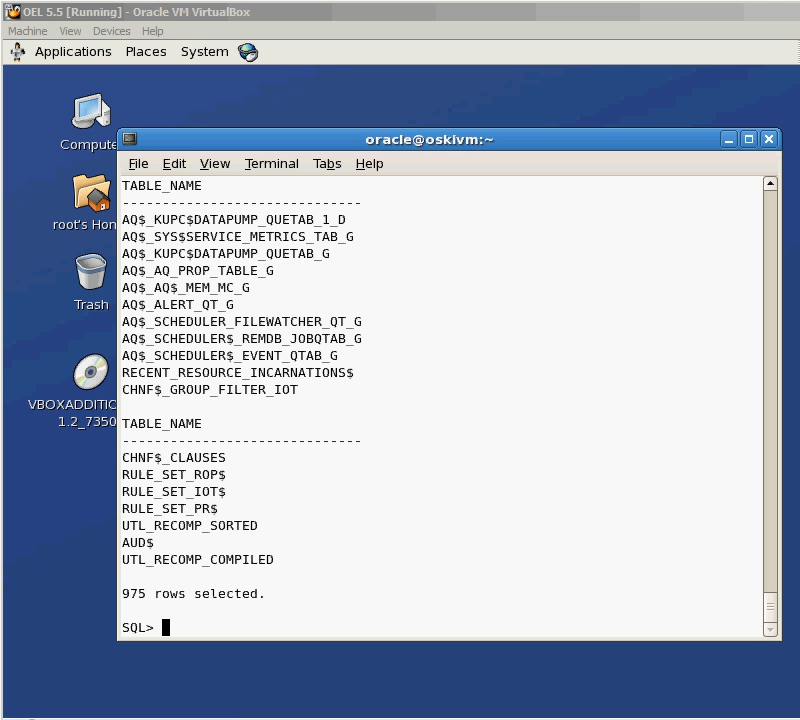 OEL 5.5 [Running] - Oracle VM VirtualBox
Machine View Devices Help
Applications Places System
Compute
root's Hon
Trash
VBOXADDITIC
1.2_7350
oracle@oskivm:~
File Edit View Terminal Tabs Help
TABLE_NAME
------------------------------
AQ$_KUPC$DATAPUMP_QUETAB_1_D
AQ$_SYS$SERVICE_METRICS_TAB_G
AQ$_KUPC$DATAPUMP_QUETAB_G
AQ$_AQ_PROP_TABLE_G
AQ$_AQ$_MEM_MC_G
AQ$_ALERT_QT_G
AQ$_SCHEDULER_FILEWATCHER_QT_G
AQ$_SCHEDULER$_REMDB_JOBQTAB_G
AQ$_SCHEDULER$_EVENT_QTAB_G
RECENT_RESOURCE_INCARNATIONS$
CHNF$_GROUP_FILTER_IOT
TABLE_NAME
------------------------------
CHNF$_CLAUSES
RULE_SET_ROP$
RULE_SET_IOT$
RULE_SET_PR$
UTL_RECOMP_SORTED
AUD$
UTL_RECOMP_COMPILED
975 rows selected.
SQL>